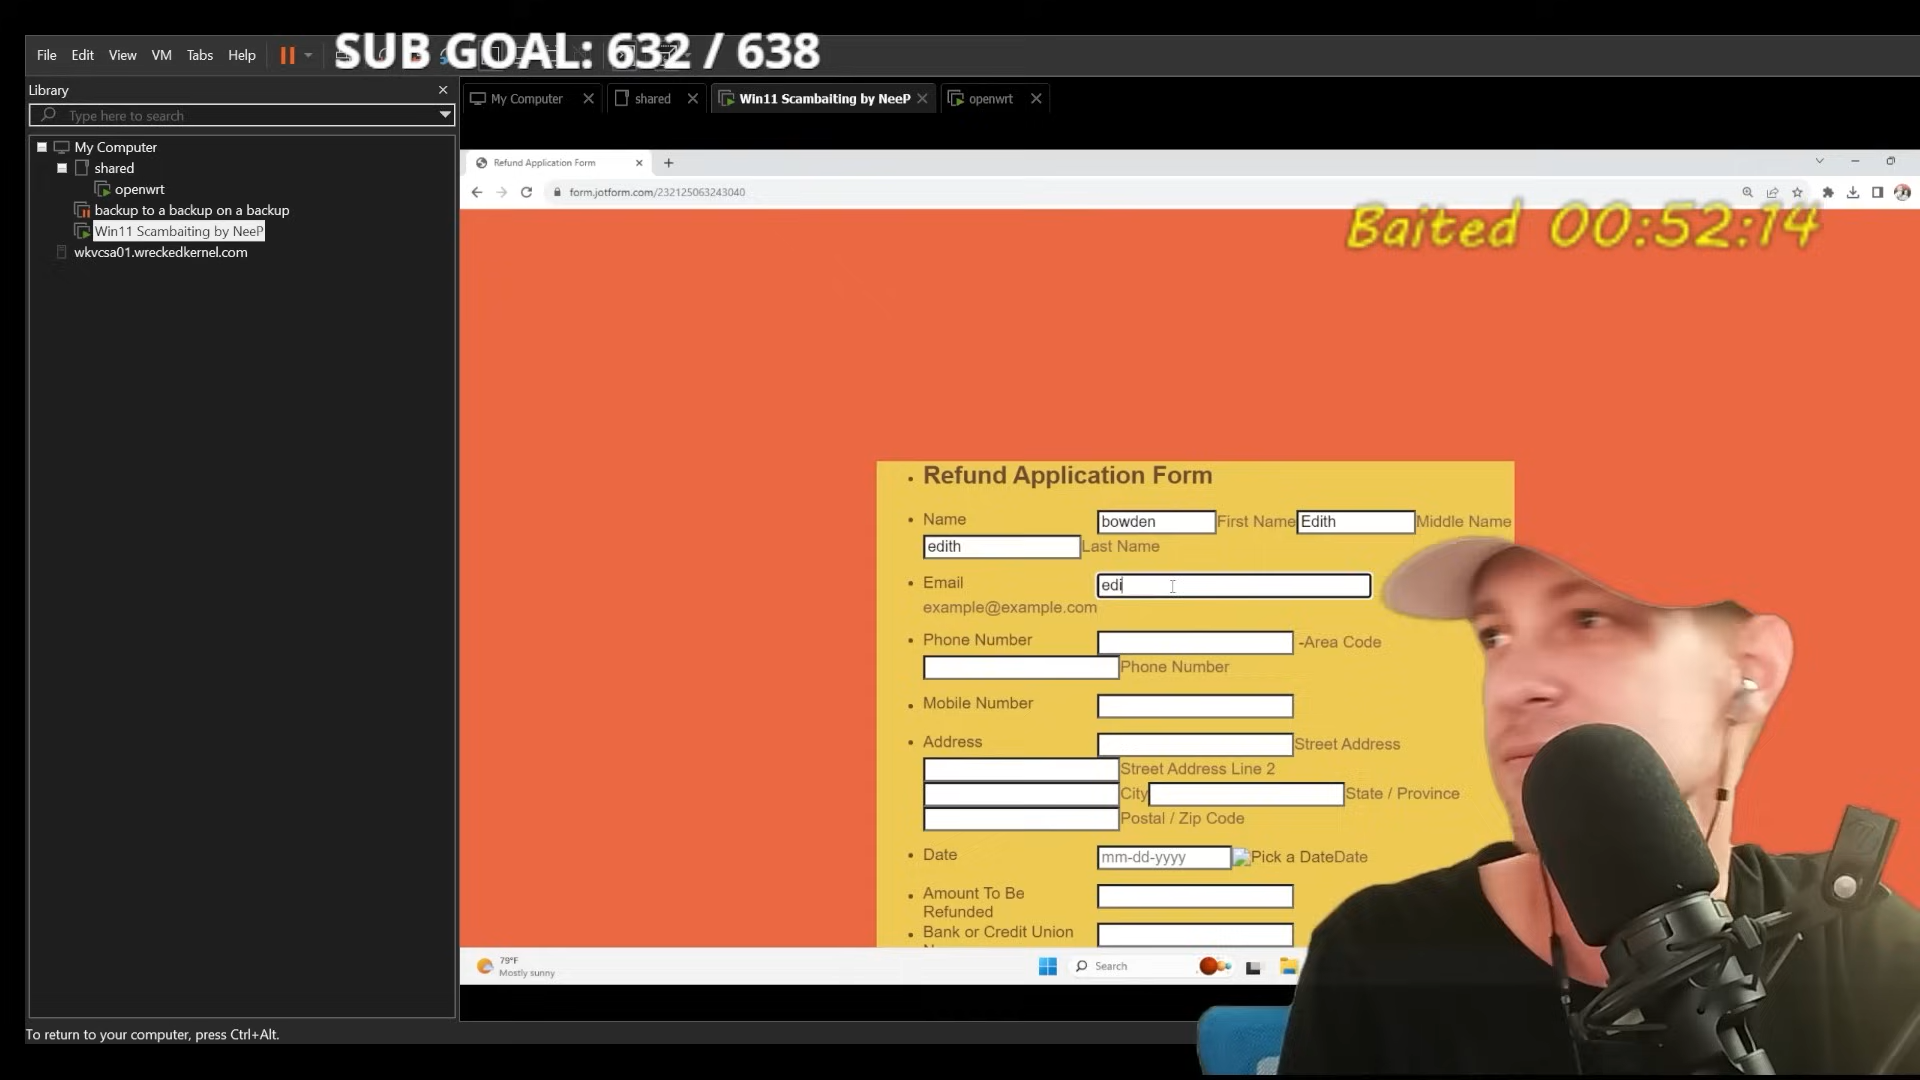 SUB GOAL: 632 / 638
File Edit View VM Tabs Help
Library
Type here to search
My Computer
shared
openwrt
backup to a backup on a backup
Win11 Scambaiting by NeeP
wkvcsa01.wreckedkernel.com
My Computer shared Win11 Scambaiting by NeeP openwrt
Refund Application Form
form.jotform.com/232125063243040
Baited 00:52:14
Refund Application Form
Name bowden First Name Edith Middle Name
edith Last Name
Email edi
example@example.com
Phone Number -Area Code
Phone Number
Mobile Number
Address Street Address
Street Address Line 2
City State / Province
Postal / Zip Code
Date mm-dd-yyyy Pick a DateDate
Amount To Be
Refunded
Bank or Credit Union
79°F
Mostly sunny
Search
To return to your computer, press Ctrl+Alt.